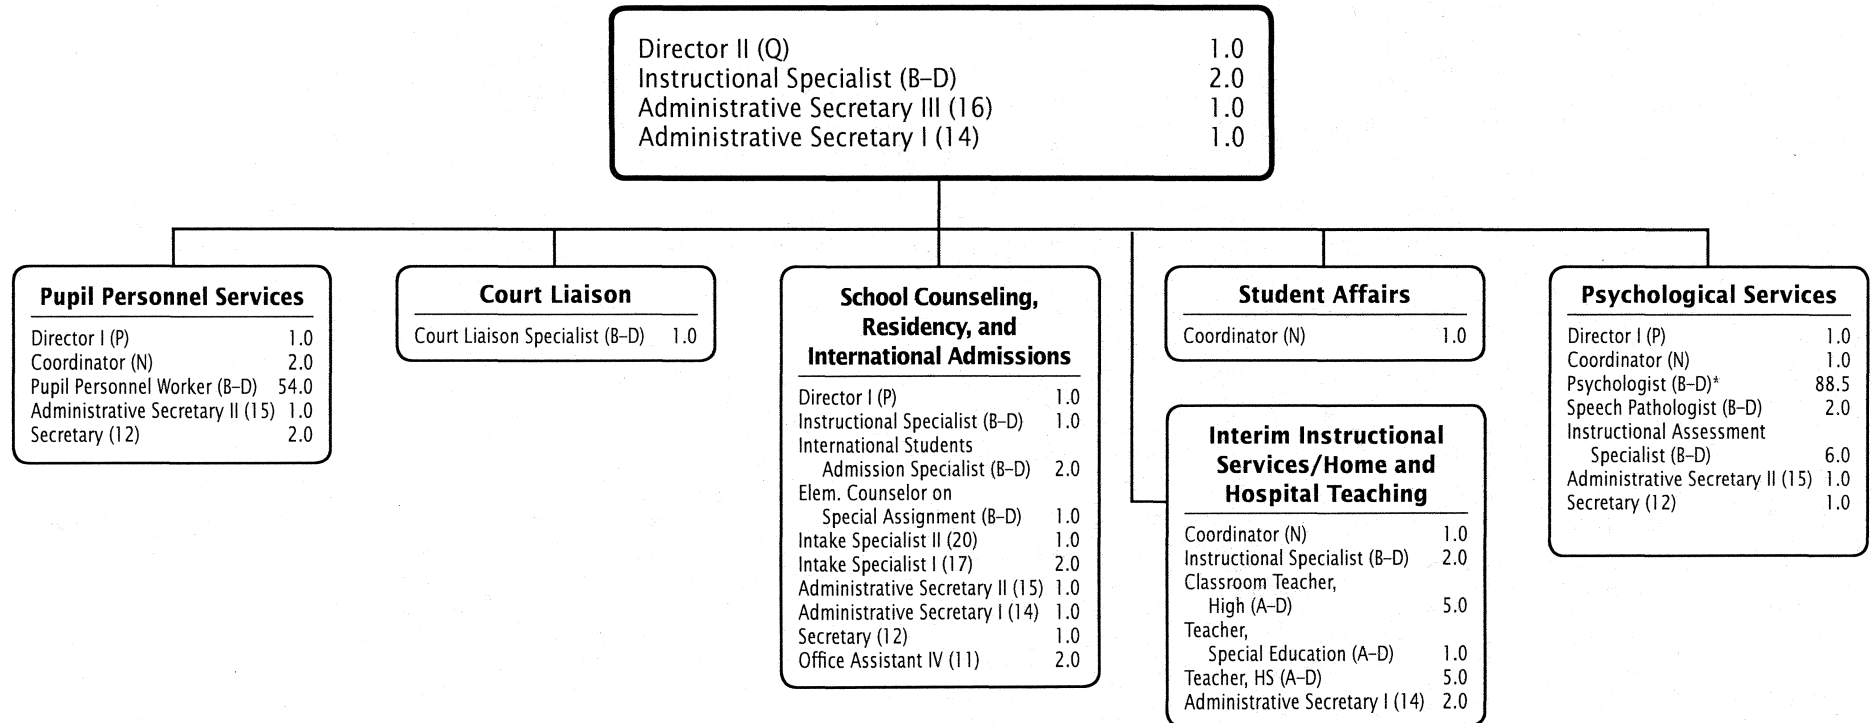 Director II (Q) 1.0
Instructional Specialist (B–D) 2.0
Administrative Secretary III (16) 1.0
Administrative Secretary I (14) 1.0
Pupil Personnel Services
Director I (P) 1.0
Coordinator (N) 2.0
Pupil Personnel Worker (B–D) 54.0
Administrative Secretary II (15) 1.0
Secretary (12) 2.0
Court Liaison
Court Liaison Specialist (B–D) 1.0
School Counseling,
Residency, and
International Admissions
Director I (P) 1.0
Instructional Specialist (B–D) 1.0
International Students
Admission Specialist (B–D) 2.0
Elem. Counselor on
Special Assignment (B–D) 1.0
Intake Specialist II (20) 1.0
Intake Specialist I (17) 2.0
Administrative Secretary II (15) 1.0
Administrative Secretary I (14) 1.0
Secretary (12) 1.0
Office Assistant IV (11) 2.0
Student Affairs
Coordinator (N) 1.0
Interim Instructional
Services/Home and
Hospital Teaching
Coordinator (N) 1.0
Instructional Specialist (B–D) 2.0
Classroom Teacher,
High (A–D) 5.0
Teacher,
Special Education (A–D) 1.0
Teacher, HS (A–D) 5.0
Administrative Secretary I (14) 2.0
Psychological Services
Director I (P) 1.0
Coordinator (N) 1.0
Psychologist (B–D)* 88.5
Speech Pathologist (B–D) 2.0
Instructional Assessment
Specialist (B–D) 6.0
Administrative Secretary II (15) 1.0
Secretary (12) 1.0